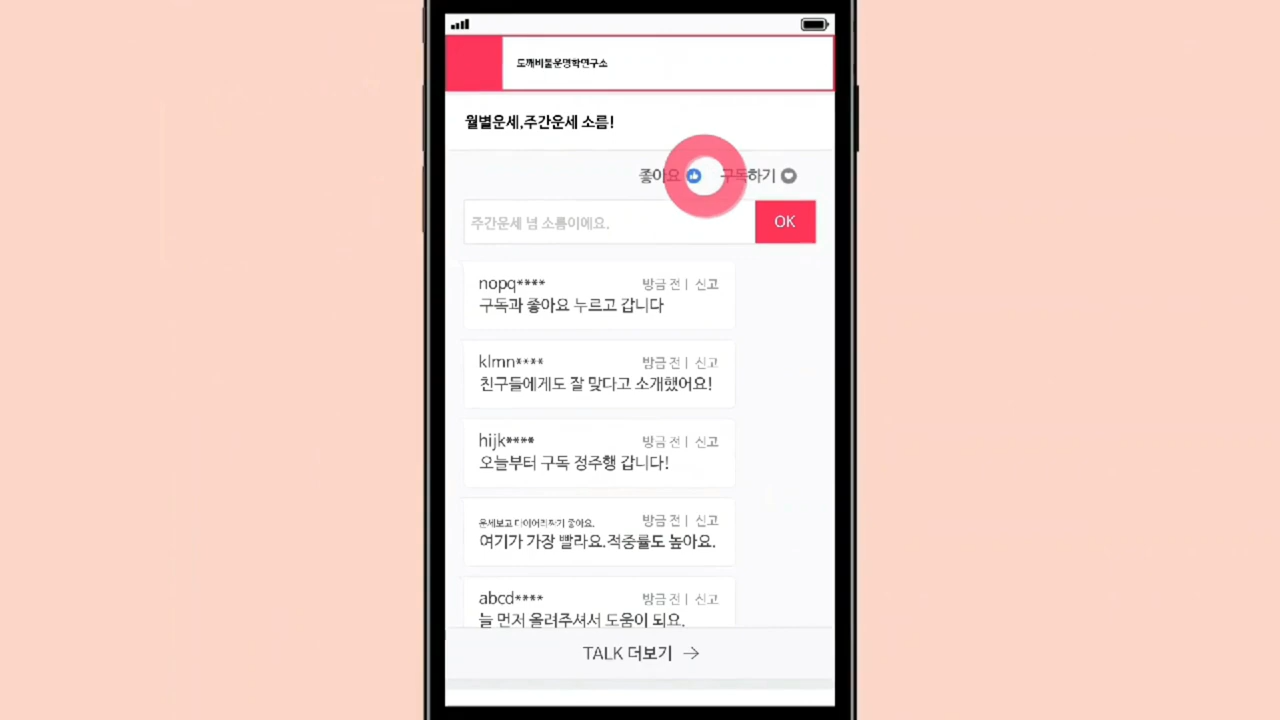 도깨비불운명학연구소
월별운세,주간운세 소름!
좋아요 구독하기
주간운세 넘 소름이예요. OK
nopq**** 방금 전 | 신고
구독과 좋아요 누르고 갑니다
klmn**** 방금 전 | 신고
친구들에게도 잘 맞다고 소개했어요!
hijk**** 방금 전 | 신고
오늘부터 구독 정주행 갑니다!
운세보고 다이어리짜기 좋아요. 방금 전 | 신고
여기가 가장 빨라요.적중률도 높아요.
abcd**** 방금 전 | 신고
늘 먼저 올려주셔서 도움이 되요.
TALK 더보기 →